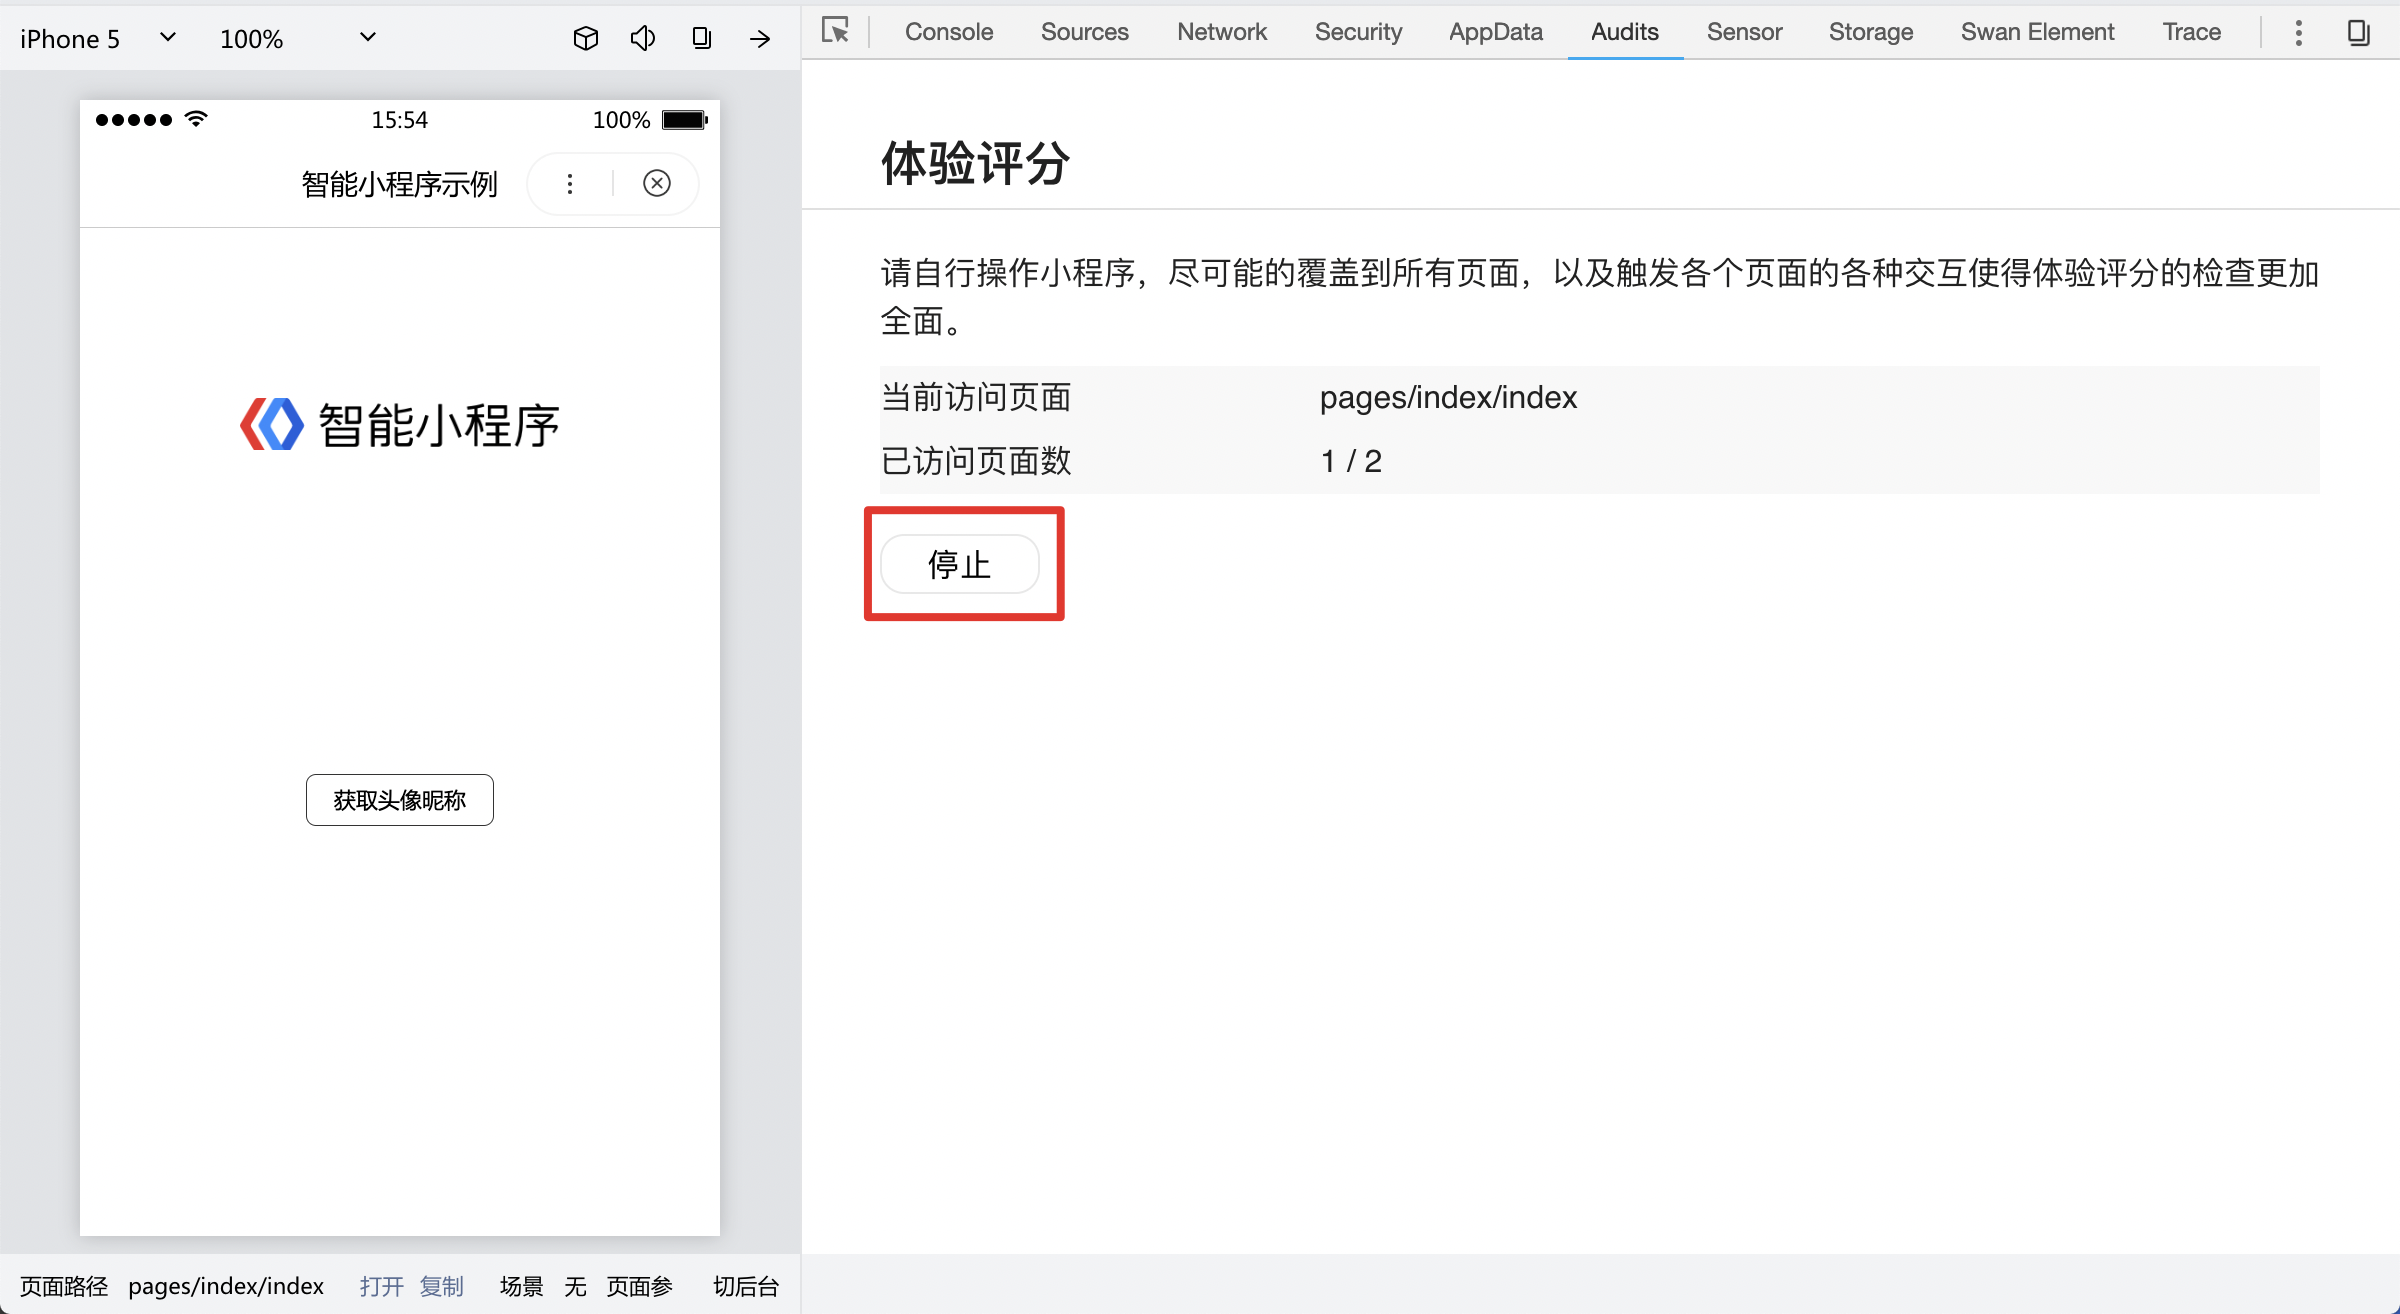 iPhone 5 100%
Console Sources Network Security AppData Audits Sensor Storage Swan Element Trace
15:54 100%
智能小程序示例
智能小程序
获取头像昵称
页面路径 pages/index/index 打开 复制 场景 无 页面参 切后台
体验评分
请自行操作小程序，尽可能的覆盖到所有页面，以及触发各个页面的各种交互使得体验评分的检查更加
全面。
当前访问页面 pages/index/index
已访问页面数 1 / 2
停止